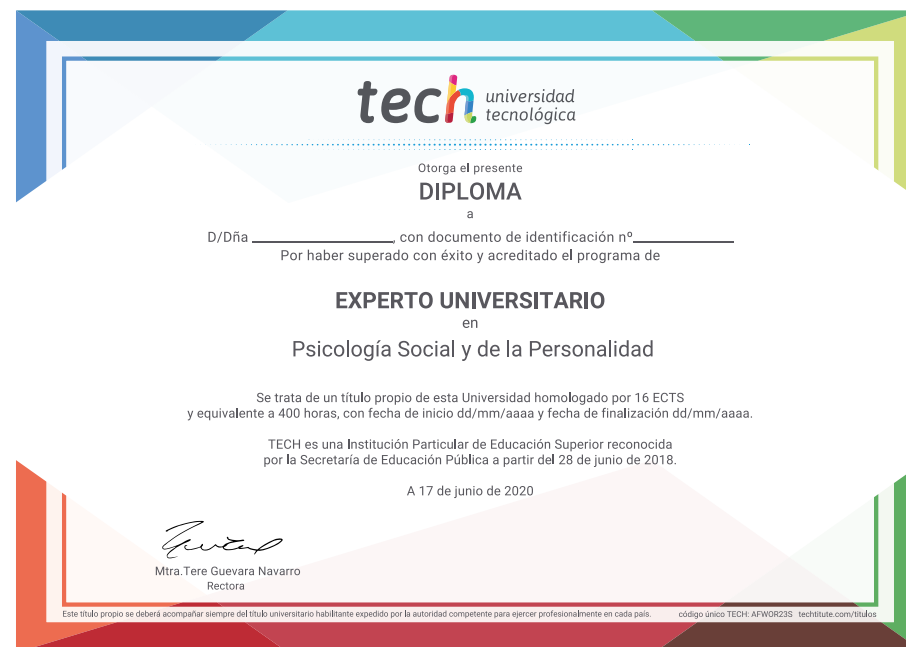 tech universidad
tecnológica
Otorga el presente
DIPLOMA
a
D/Dña ____________________, con documento de identificación nº______________
Por haber superado con éxito y acreditado el programa de
EXPERTO UNIVERSITARIO
en
Psicología Social y de la Personalidad
Se trata de un título propio de esta Universidad homologado por 16 ECTS
y equivalente a 400 horas, con fecha de inicio dd/mm/aaaa y fecha de finalización dd/mm/aaaa.
TECH es una Institución Particular de Educación Superior reconocida
por la Secretaría de Educación Pública a partir del 28 de junio de 2018.
A 17 de junio de 2020
Mtra.Tere Guevara Navarro
Rectora
Este título propio se deberá acompañar siempre del título universitario habilitante expedido por la autoridad competente para ejercer profesionalmente en cada país. código único TECH: AFWOR23S techtitute.com/titulos